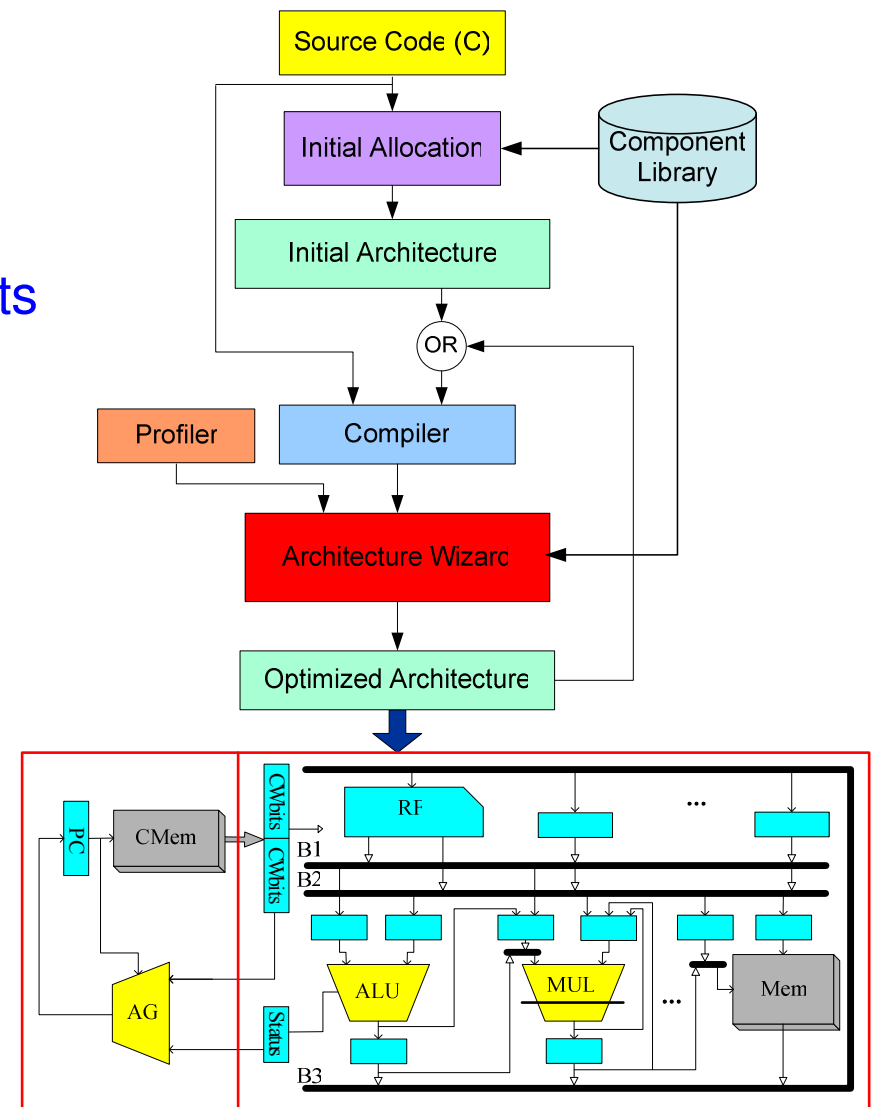 Source Code (C)
Initial Allocation
Component
Library
Initial Architecture
ts
OR
Profiler
Compiler
Architecture Wizard
Optimized Architecture
CWbits
RF
...
PC
CMem
B1
CWbits
B2
ALU
MUL
Mem
AG
...
Status
B3